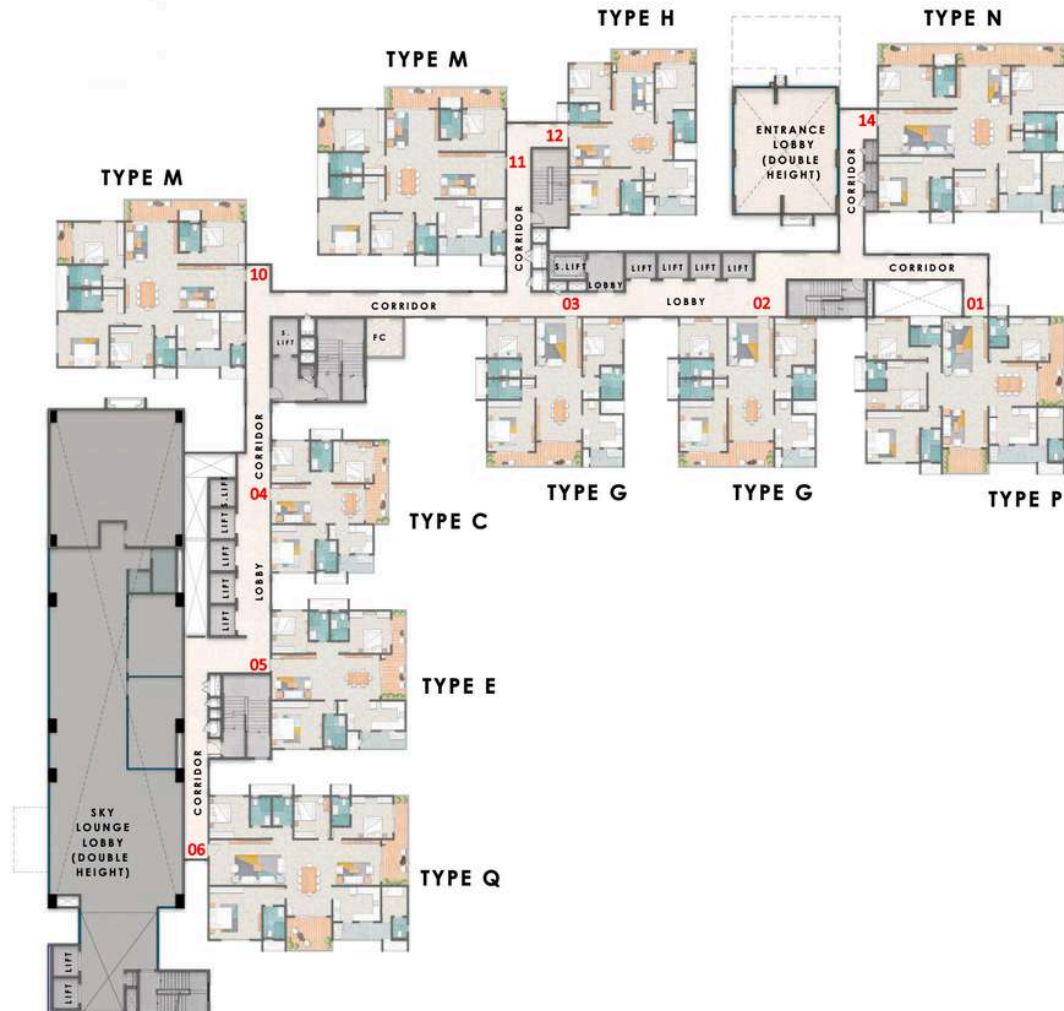 TYPE H
TYPE N
TYPE M
14
12
ENTRANCE
LOBBY
(DOUBLE
HEIGHT)
11
CORRIDOR
TYPE M
CORRIDOR
10
S.LIFT
LOBBY
LIFT
LIFT
LIFT
LIFT
CORRIDOR
CORRIDOR
03
LOBBY
02
01
S.
LIFT
FC
CORRIDOR
04
TYPE G
TYPE G
TYPE P
S.LIFT
TYPE C
LIFT
LIFT
LIFT
LIFT
LOBBY
05
TYPE E
CORRIDOR
SKY
LOUNGE
LOBBY
(DOUBLE
HEIGHT)
06
TYPE Q
LIFT
LIFT